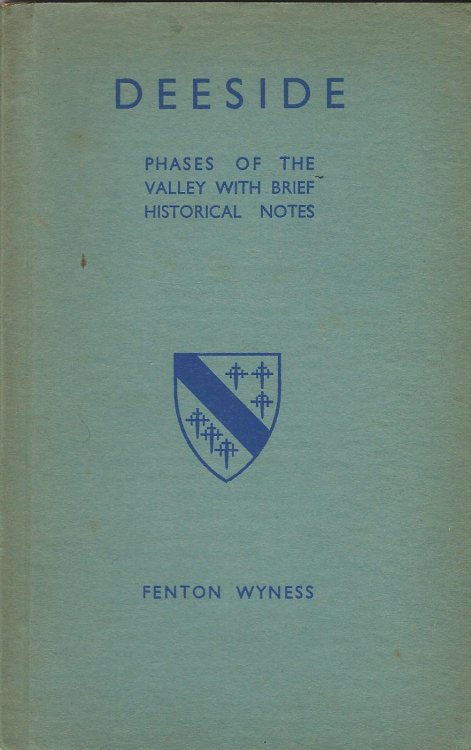 DEESIDE
PHASES OF THE
VALLEY WITH BRIEF
HISTORICAL NOTES
FENTON WYNESS